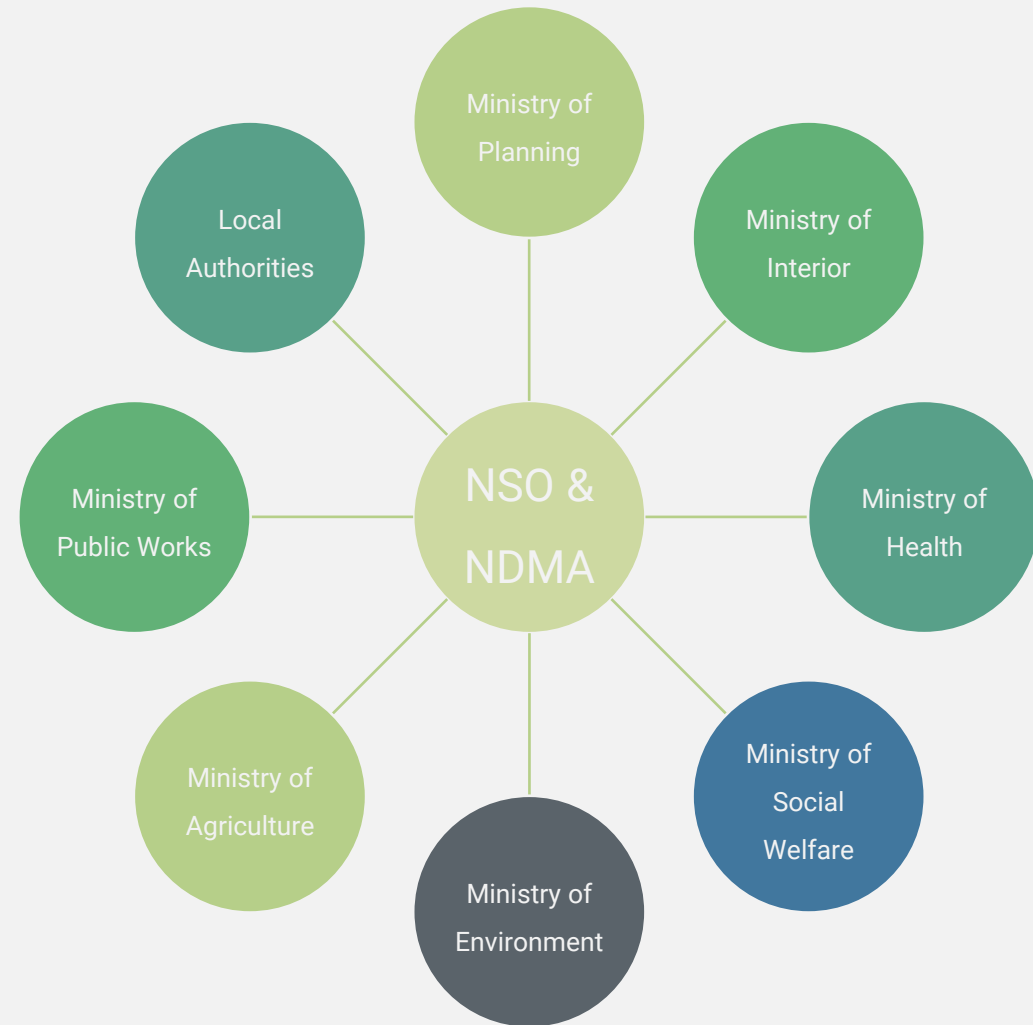 Ministry of
Planning
Ministry of
Interior
Ministry of
Health
Ministry of
Social
Welfare
Ministry of
Environment
Ministry of
Agriculture
Ministry of
Public Works
Local
Authorities
NSO &
NDMA